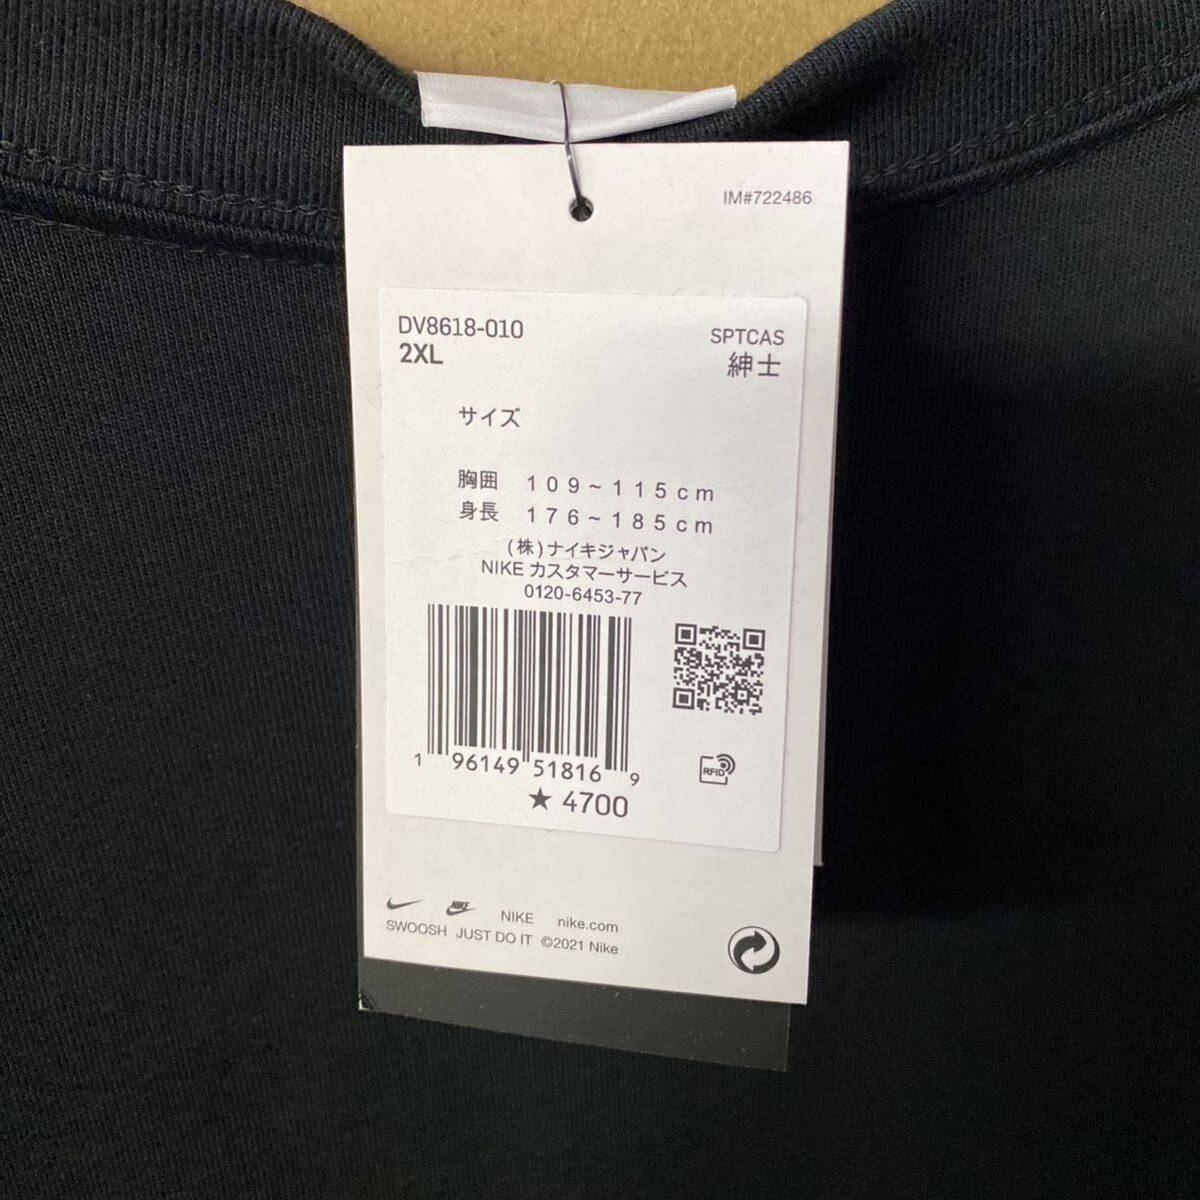 IM#722486
DV8618-010
2XL
SPTCAS
紳士
サイズ
胸囲 109~115cm
身長 176~185cm
(株)ナイキジャパン
NIKE カスタマーサービス
0120-6453-77
1 96149 51816 9
★ 4700
RFID
NIKE
NIKE nike.com
SWOOSH JUST DO IT ©2021 Nike